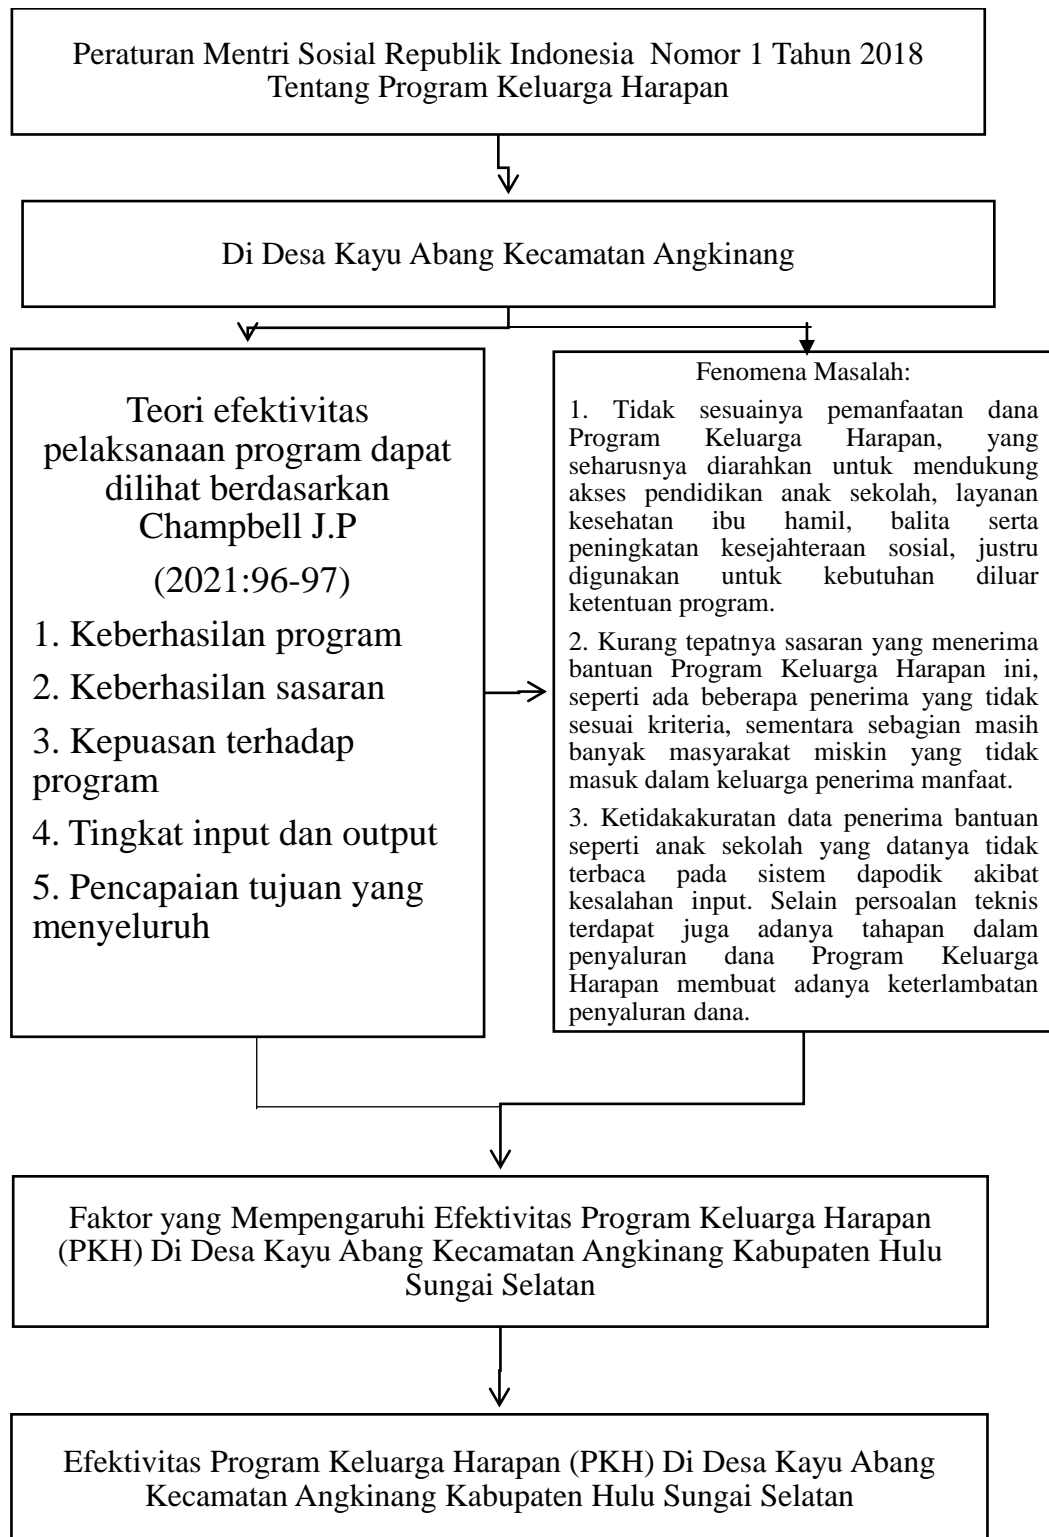 Peraturan Mentri Sosial Republik Indonesia Nomor 1 Tahun 2018
Tentang Program Keluarga Harapan
Di Desa Kayu Abang Kecamatan Angkinang
Teori efektivitas
pelaksanaan program dapat
dilihat berdasarkan
Champbell J.P
(2021:96-97)
1. Keberhasilan program
2. Keberhasilan sasaran
3. Kepuasan terhadap
program
4. Tingkat input dan output
5. Pencapaian tujuan yang
menyeluruh
Fenomena Masalah:
1. Tidak sesuainya pemanfaatan dana
Program Keluarga Harapan, yang
seharusnya diarahkan untuk mendukung
akses pendidikan anak sekolah, layanan
kesehatan ibu hamil, balita serta
peningkatan kesejahteraan sosial, justru
digunakan untuk kebutuhan diluar
ketentuan program.
2. Kurang tepatnya sasaran yang menerima
bantuan Program Keluarga Harapan ini,
seperti ada beberapa penerima yang tidak
sesuai kriteria, sementara sebagian masih
banyak masyarakat miskin yang tidak
masuk dalam keluarga penerima manfaat.
3. Ketidakakuratan data penerima bantuan
seperti anak sekolah yang datanya tidak
terbaca pada sistem dapodik akibat
kesalahan input. Selain persoalan teknis
terdapat juga adanya tahapan dalam
penyaluran dana Program Keluarga
Harapan membuat adanya keterlambatan
penyaluran dana.
Faktor yang Mempengaruhi Efektivitas Program Keluarga Harapan
(PKH) Di Desa Kayu Abang Kecamatan Angkinang Kabupaten Hulu
Sungai Selatan
Efektivitas Program Keluarga Harapan (PKH) Di Desa Kayu Abang
Kecamatan Angkinang Kabupaten Hulu Sungai Selatan